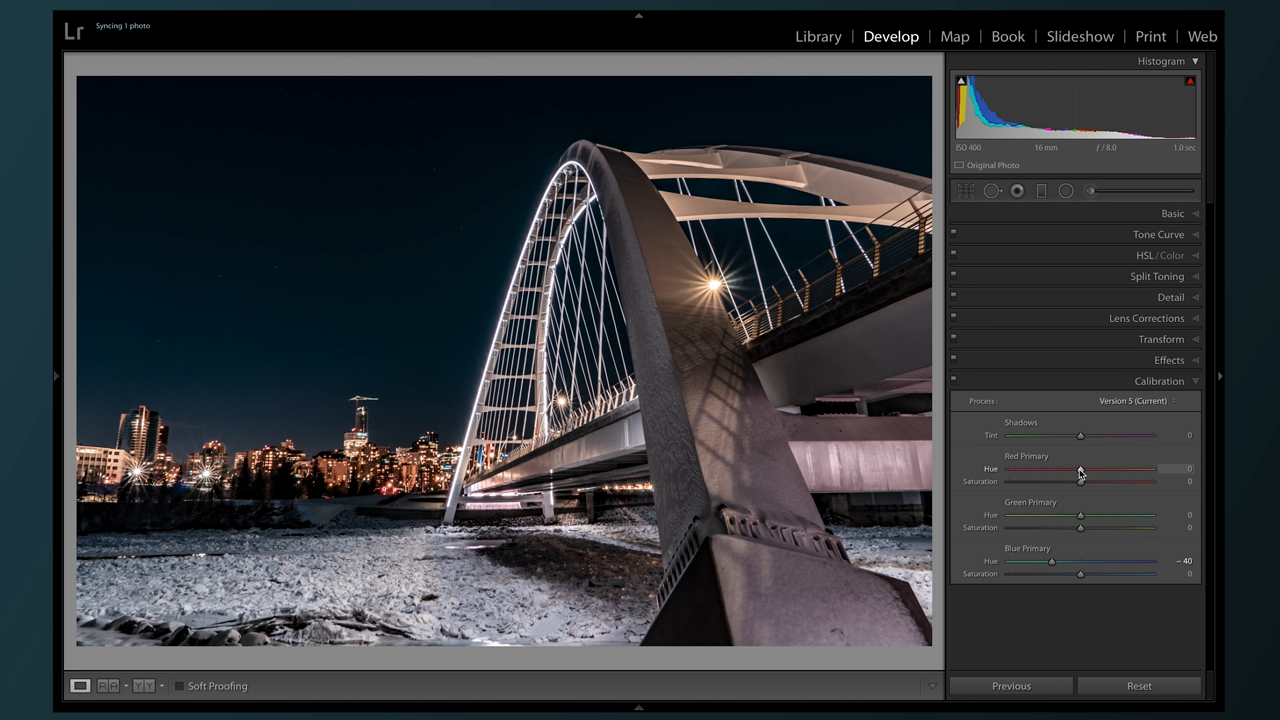 Lr
Syncing 1 photo
Library | Develop | Map | Book | Slideshow | Print | Web
Histogram
ISO 400 16 mm ƒ / 8.0 1.0 sec
Original Photo
Basic
Tone Curve
HSL / Color
Split Toning
Detail
Lens Corrections
Transform
Effects
Calibration
Process : Version 5 (Current)
Shadows
Tint 0
Red Primary
Hue 0
Saturation 0
Green Primary
Hue 0
Saturation 0
Blue Primary
Hue – 40
Saturation 0
RA YY Soft Proofing
Previous Reset